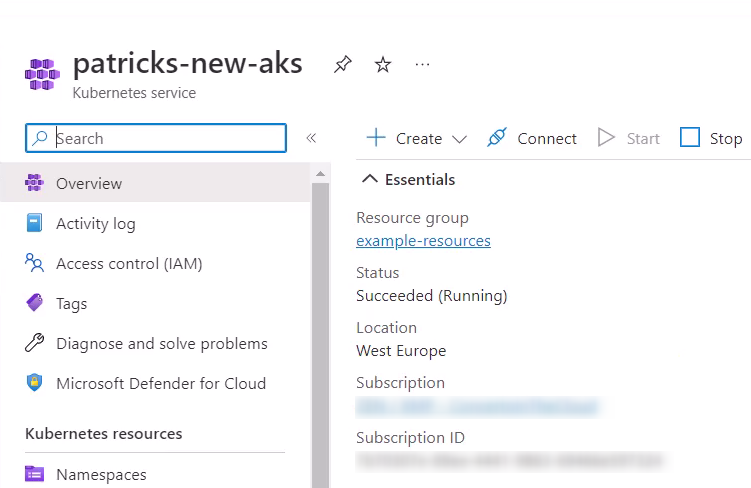 patricks-new-aks
Kubernetes service
Search
Overview
Activity log
Access control (IAM)
Tags
Diagnose and solve problems
Microsoft Defender for Cloud
Kubernetes resources
Namespaces
Create Connect Start Stop
Essentials
Resource group
example-resources
Status
Succeeded (Running)
Location
West Europe
Subscription
Subscription ID